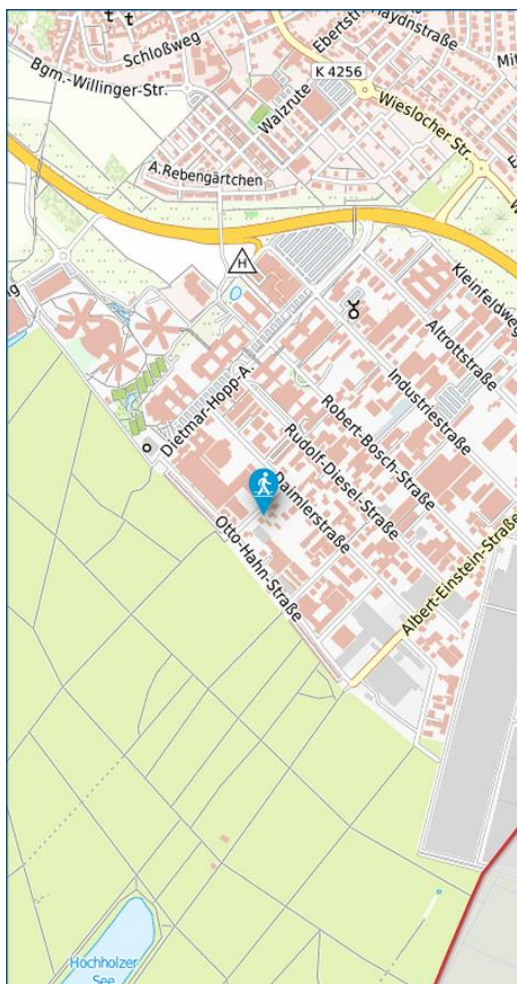 Schloßweg
Ebertstr.
Haydnstraße
Bgm.-Willinger-Str.
K 4256
Walzrute
Wieslocher Str.
A.Rebengärtchen
H
Kleinfeldweg
Altrottstraße
Industriestraße
Dietmar-Hopp-A.
Robert-Bosch-Straße
Rudolf-Diesel-Straße
Daimlerstraße
Otto-Hahn-Straße
Albert-Einstein-Straße
Hochholzer
See